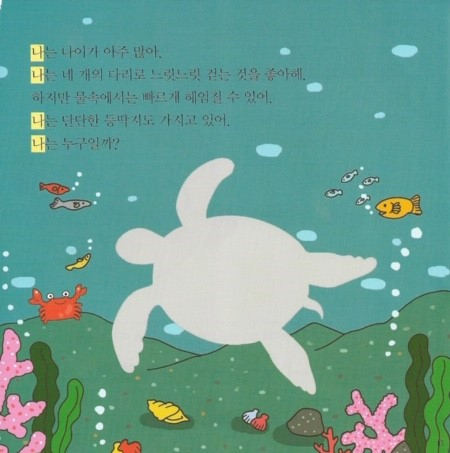 나는 나이가 아주 많아.
나는 네 개의 다리로 느릿느릿 걷는 것을 좋아해.
하지만 물속에서는 빠르게 헤엄칠 수 있어.
나는 단단한 등딱지도 가지고 있어.
나는 누구일까?